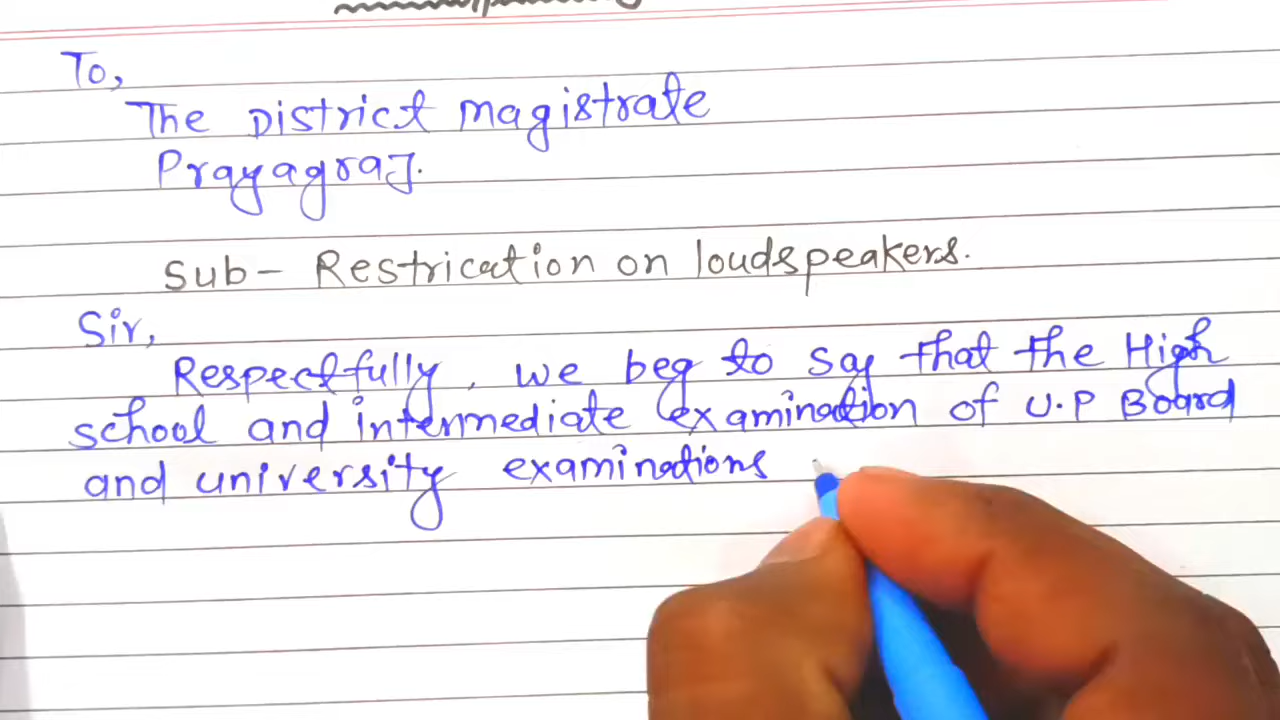 To,
The District magistrate
Prayagraj.
Sub - Restrication on loudspeakers.
Sir,
Respectfully, we beg to say that the High
school and intermediate examination of U.P Board
and university examinations